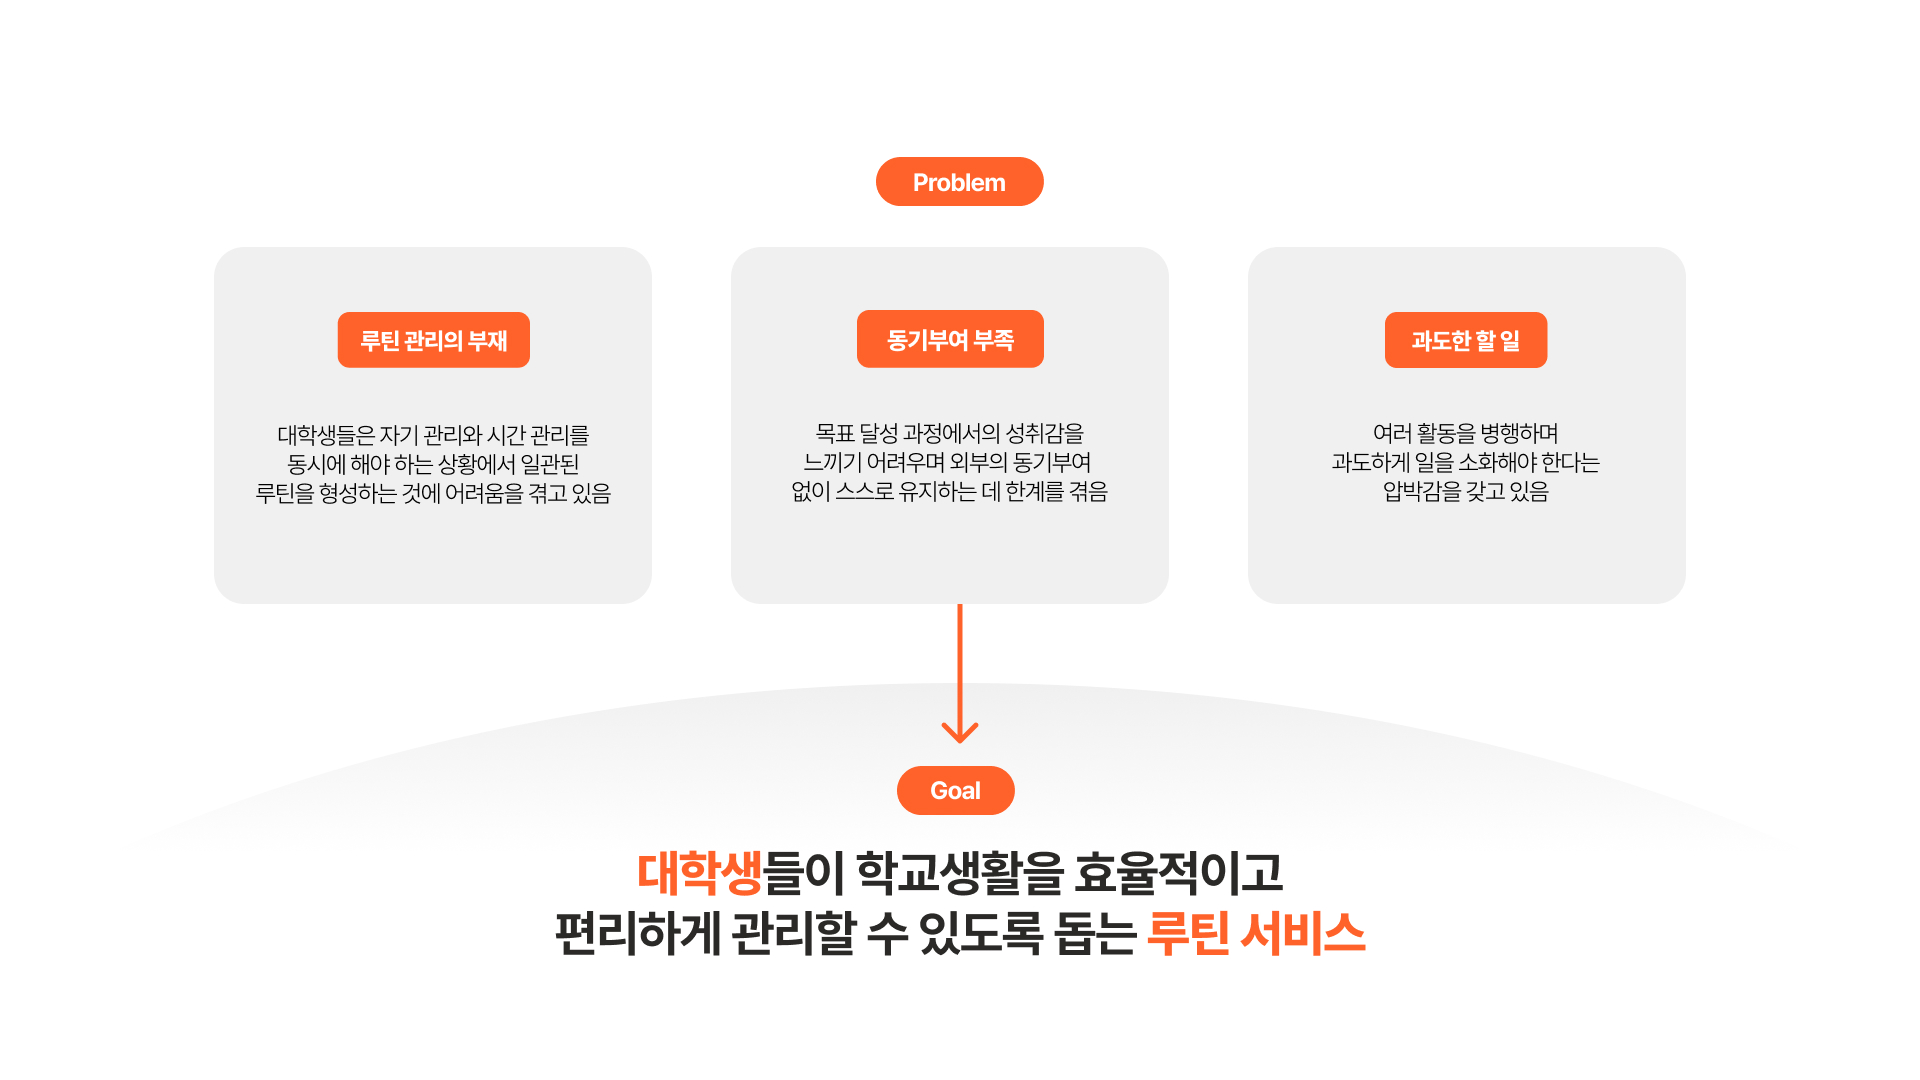 Problem
루틴 관리의 부재
대학생들은 자기 관리와 시간 관리를
동시에 해야 하는 상황에서 일관된
루틴을 형성하는 것에 어려움을 겪고 있음
동기부여 부족
목표 달성 과정에서의 성취감을
느끼기 어려우며 외부의 동기부여
없이 스스로 유지하는 데 한계를 겪음
과도한 할 일
여러 활동을 병행하며
과도하게 일을 소화해야 한다는
압박감을 갖고 있음
Goal
대학생들이 학교생활을 효율적이고
편리하게 관리할 수 있도록 돕는 루틴 서비스